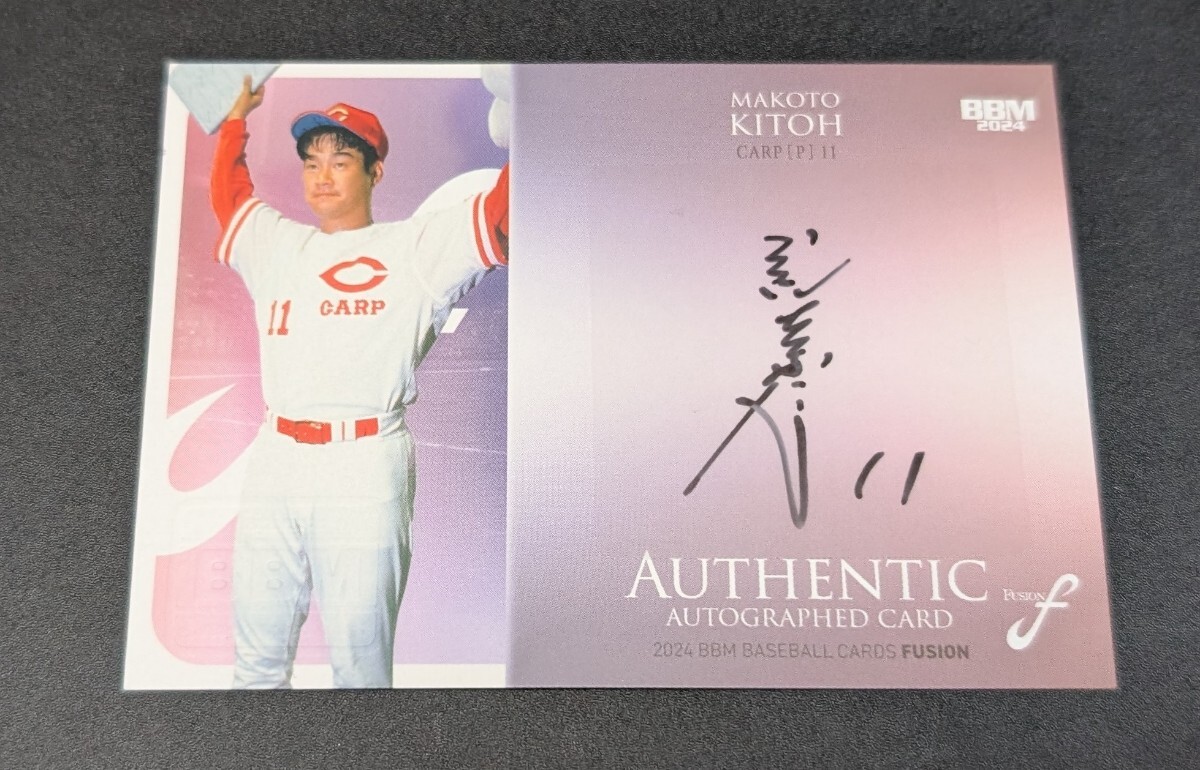 MAKOTO
KITOH
CARP [P] 11
BBM
2024
C
CARP
11
11
AUTHENTIC
AUTOGRAPHED CARD
FUSION f
2024 BBM BASEBALL CARDS FUSION